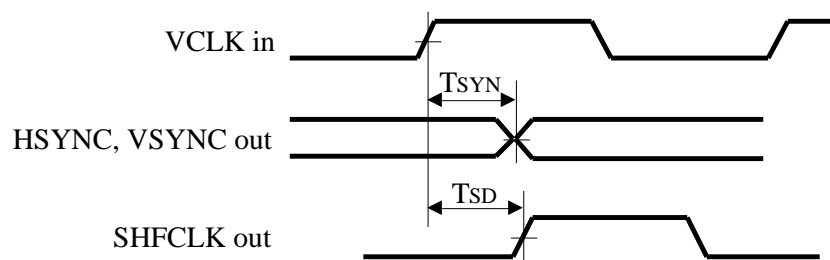 VCLK in
TSYN
HSYNC, VSYNC out
TSD
SHFCLK out